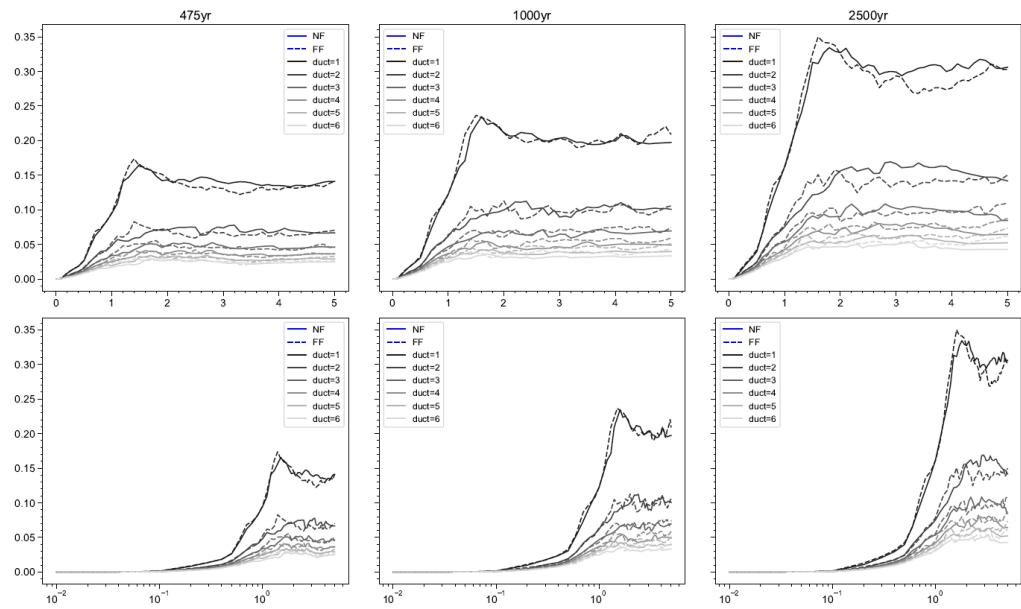 475yr
1000yr
2500yr
0.35
0.30
0.25
0.20
0.15
0.10
0.05
0.00
NF
FF
duct=1
duct=2
duct=3
duct=4
duct=5
duct=6
NF
FF
duct=1
duct=2
duct=3
duct=4
duct=5
duct=6
NF
FF
duct=1
duct=2
duct=3
duct=4
duct=5
duct=6
0 1 2 3 4 5
0 1 2 3 4 5
0 1 2 3 4 5
0.35
0.30
0.25
0.20
0.15
0.10
0.05
0.00
NF
FF
duct=1
duct=2
duct=3
duct=4
duct=5
duct=6
NF
FF
duct=1
duct=2
duct=3
duct=4
duct=5
duct=6
NF
FF
duct=1
duct=2
duct=3
duct=4
duct=5
duct=6
10⁻² 10⁻¹ 10⁰
10⁻² 10⁻¹ 10⁰
10⁻² 10⁻¹ 10⁰